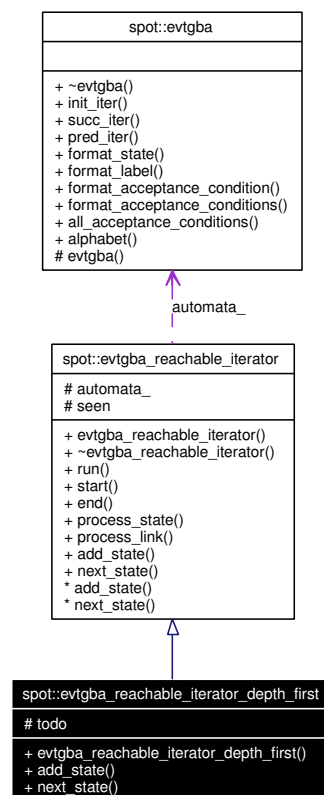 spot::evtgba
+ ~evtgba()
+ init_iter()
+ succ_iter()
+ pred_iter()
+ format_state()
+ format_label()
+ format_acceptance_condition()
+ format_acceptance_conditions()
+ all_acceptance_conditions()
+ alphabet()
# evtgba()
automata_
spot::evtgba_reachable_iterator
# automata_
# seen
+ evtgba_reachable_iterator()
+ ~evtgba_reachable_iterator()
+ run()
+ start()
+ end()
+ process_state()
+ process_link()
+ add_state()
+ next_state()
* add_state()
* next_state()
spot::evtgba_reachable_iterator_depth_first
# todo
+ evtgba_reachable_iterator_depth_first()
+ add_state()
+ next_state()